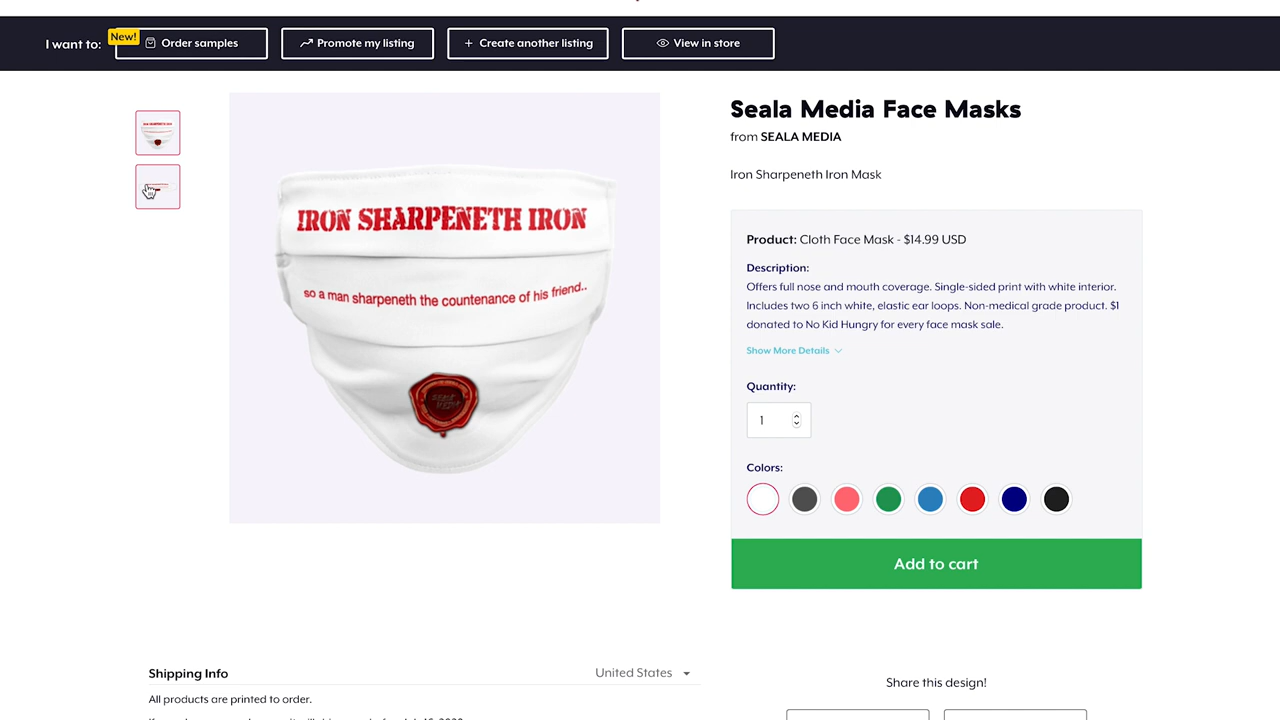 I want to:
New!
Order samples
Promote my listing
Create another listing
View in store
IRON SHARPENETH IRON
so a man sharpeneth the countenance of his friend..
Seala Media Face Masks
from SEALA MEDIA
Iron Sharpeneth Iron Mask
Product: Cloth Face Mask - $14.99 USD
Description:
Offers full nose and mouth coverage. Single-sided print with white interior.
Includes two 6 inch white, elastic ear loops. Non-medical grade product. $1
donated to No Kid Hungry for every face mask sale.
Show More Details
Quantity:
1
Colors:
Add to cart
Shipping Info
United States
All products are printed to order.
Share this design!